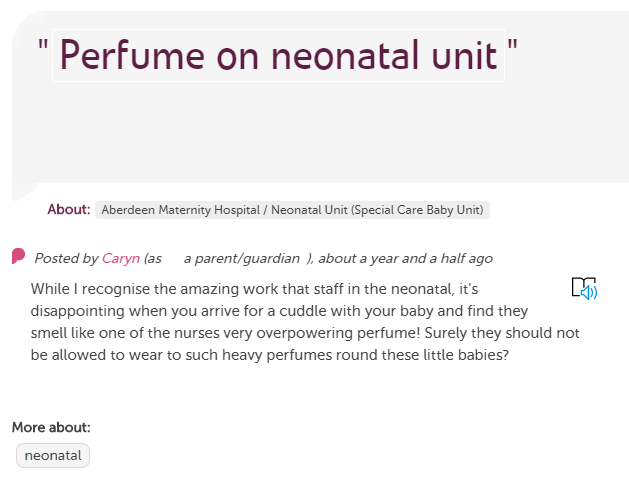 " Perfume on neonatal unit "
About: Aberdeen Maternity Hospital / Neonatal Unit (Special Care Baby Unit)
Posted by Caryn (as a parent/guardian ), about a year and a half ago
While I recognise the amazing work that staff in the neonatal, it's
disappointing when you arrive for a cuddle with your baby and find they
smell like one of the nurses very overpowering perfume! Surely they should not
be allowed to wear to such heavy perfumes round these little babies?
More about:
neonatal